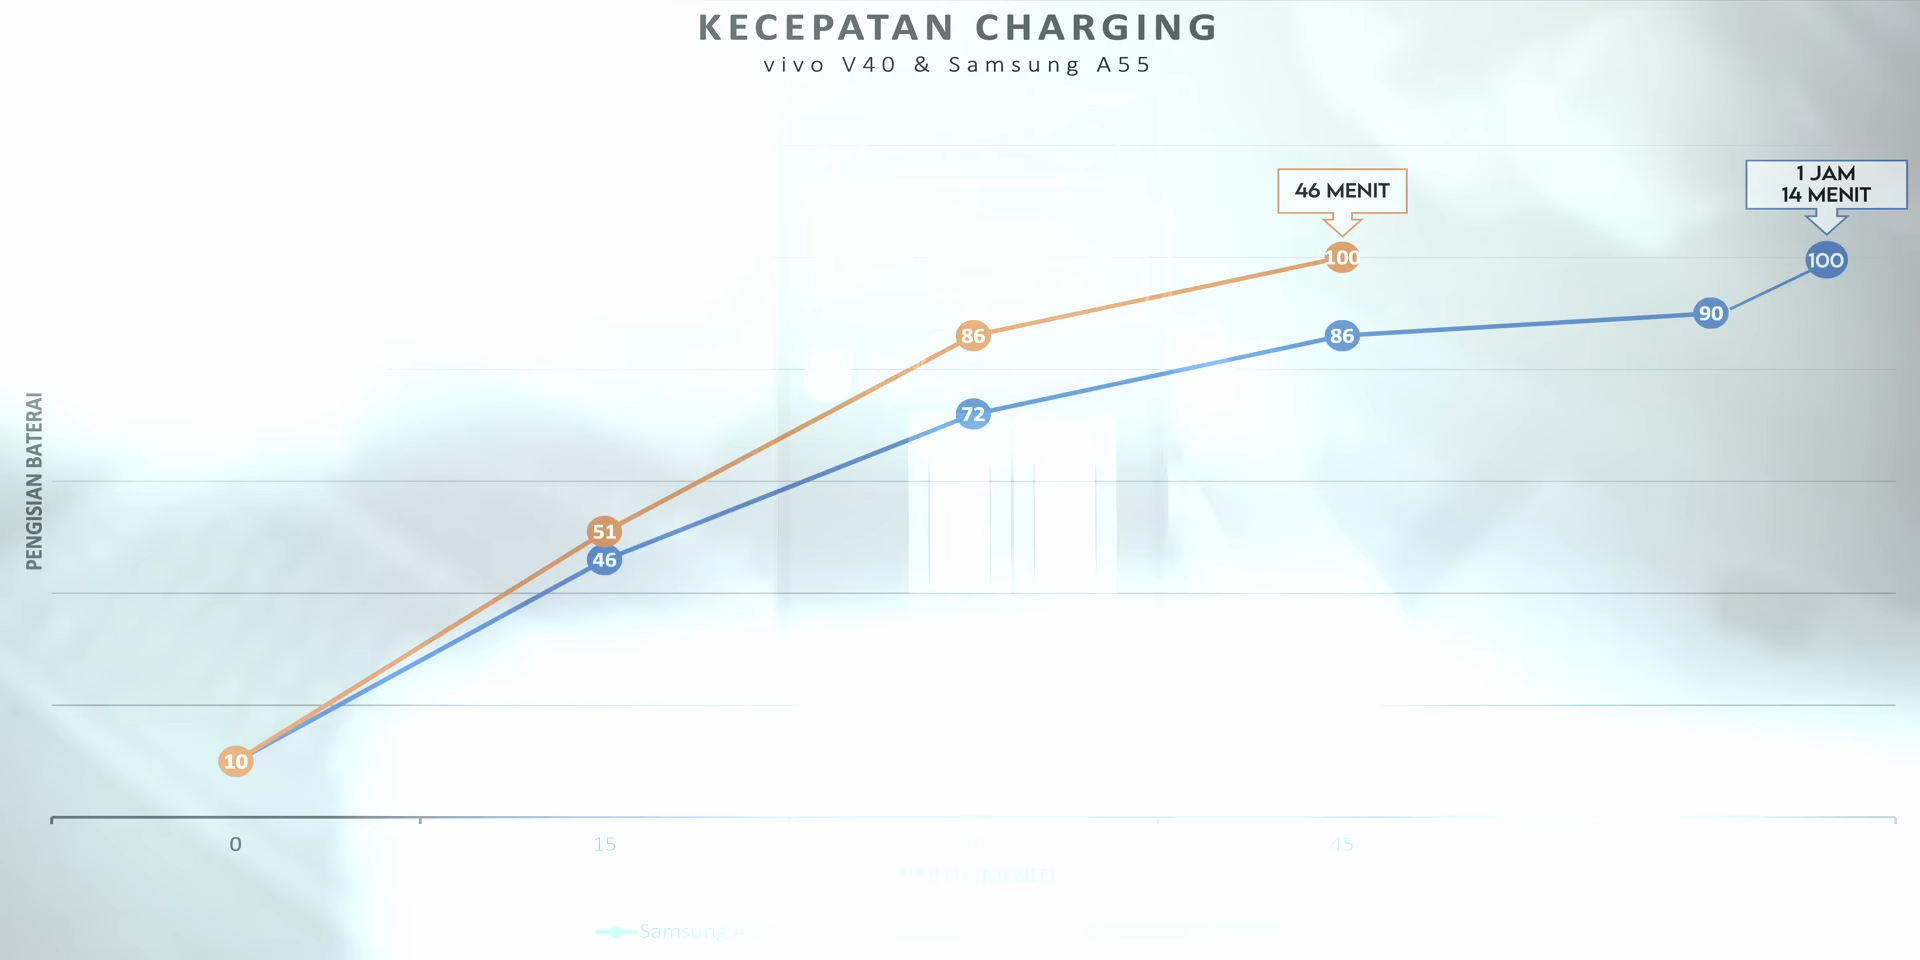 KECEPATAN CHARGING
vivo V40 & Samsung A55
46 MENIT
1 JAM
14 MENIT
100
100
90
86
86
72
51
46
10
PENGISIAN BATERAI
0
15
45
Samsung